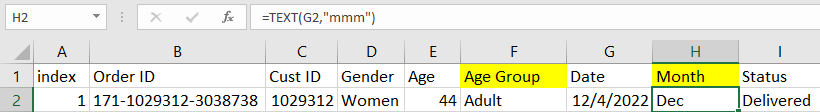 H2 fx =TEXT(G2,"mmm")
A B C D E F G H I
1 index Order ID Cust ID Gender Age Age Group Date Month Status
2 1 171-1029312-3038738 1029312 Women 44 Adult 12/4/2022 Dec Delivered